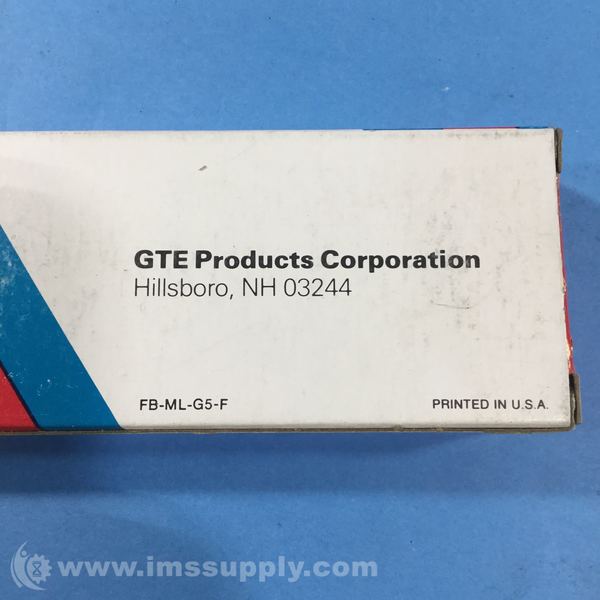 GTE Products Corporation
Hillsboro, NH 03244
FB-ML-G5-F
PRINTED IN U.S.A.
www.imssupply.com